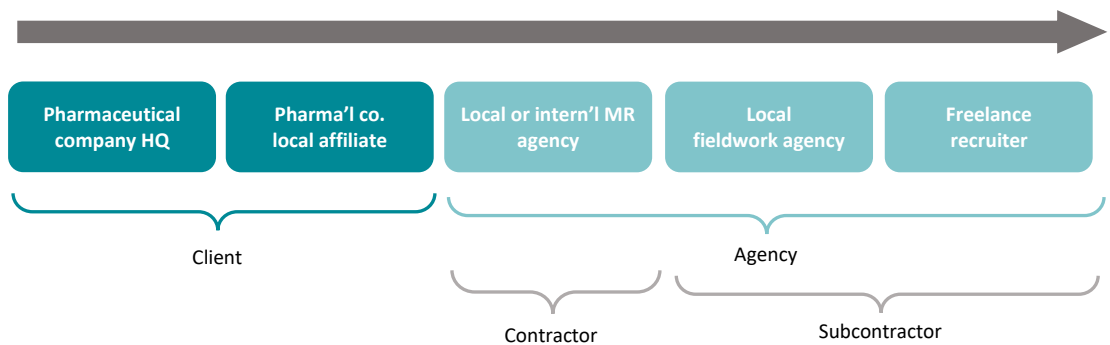 Pharmaceutical
company HQ
Pharma’l co.
local affiliate
Local or intern’l MR
agency
Local
fieldwork agency
Freelance
recruiter
Client
Agency
Contractor
Subcontractor